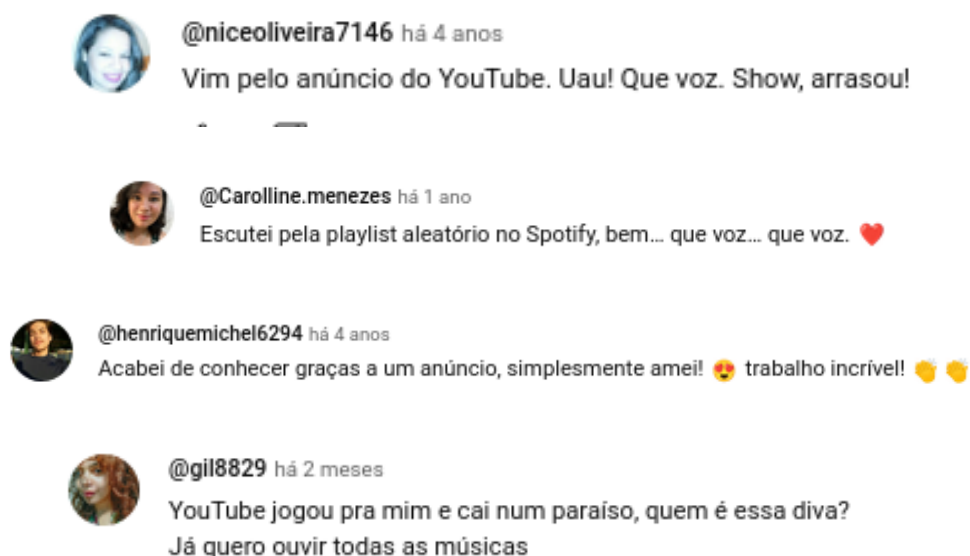 @niceoliveira7146 há 4 anos
Vim pelo anúncio do YouTube. Uau! Que voz. Show, arrasou!
@Carolline.menezes há 1 ano
Escutei pela playlist aleatório no Spotify, bem... que voz... que voz. ❤️
@henriquemichel6294 há 4 anos
Acabei de conhecer graças a um anúncio, simplesmente amei! 😍 trabalho incrível! 👏 👏
@gil8829 há 2 meses
YouTube jogou pra mim e cai num paraíso, quem é essa diva?
Já quero ouvir todas as músicas